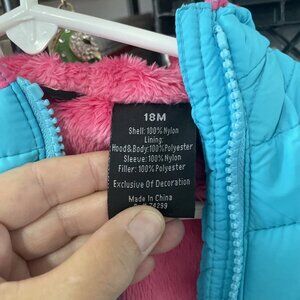 18M
Shell: 100% Nylon
Lining:
Hood&Body:100%Polyester
Sleeve: 100% Nylon
Filler: 100% Polyester
Exclusive Of Decoration
Made In China
74299